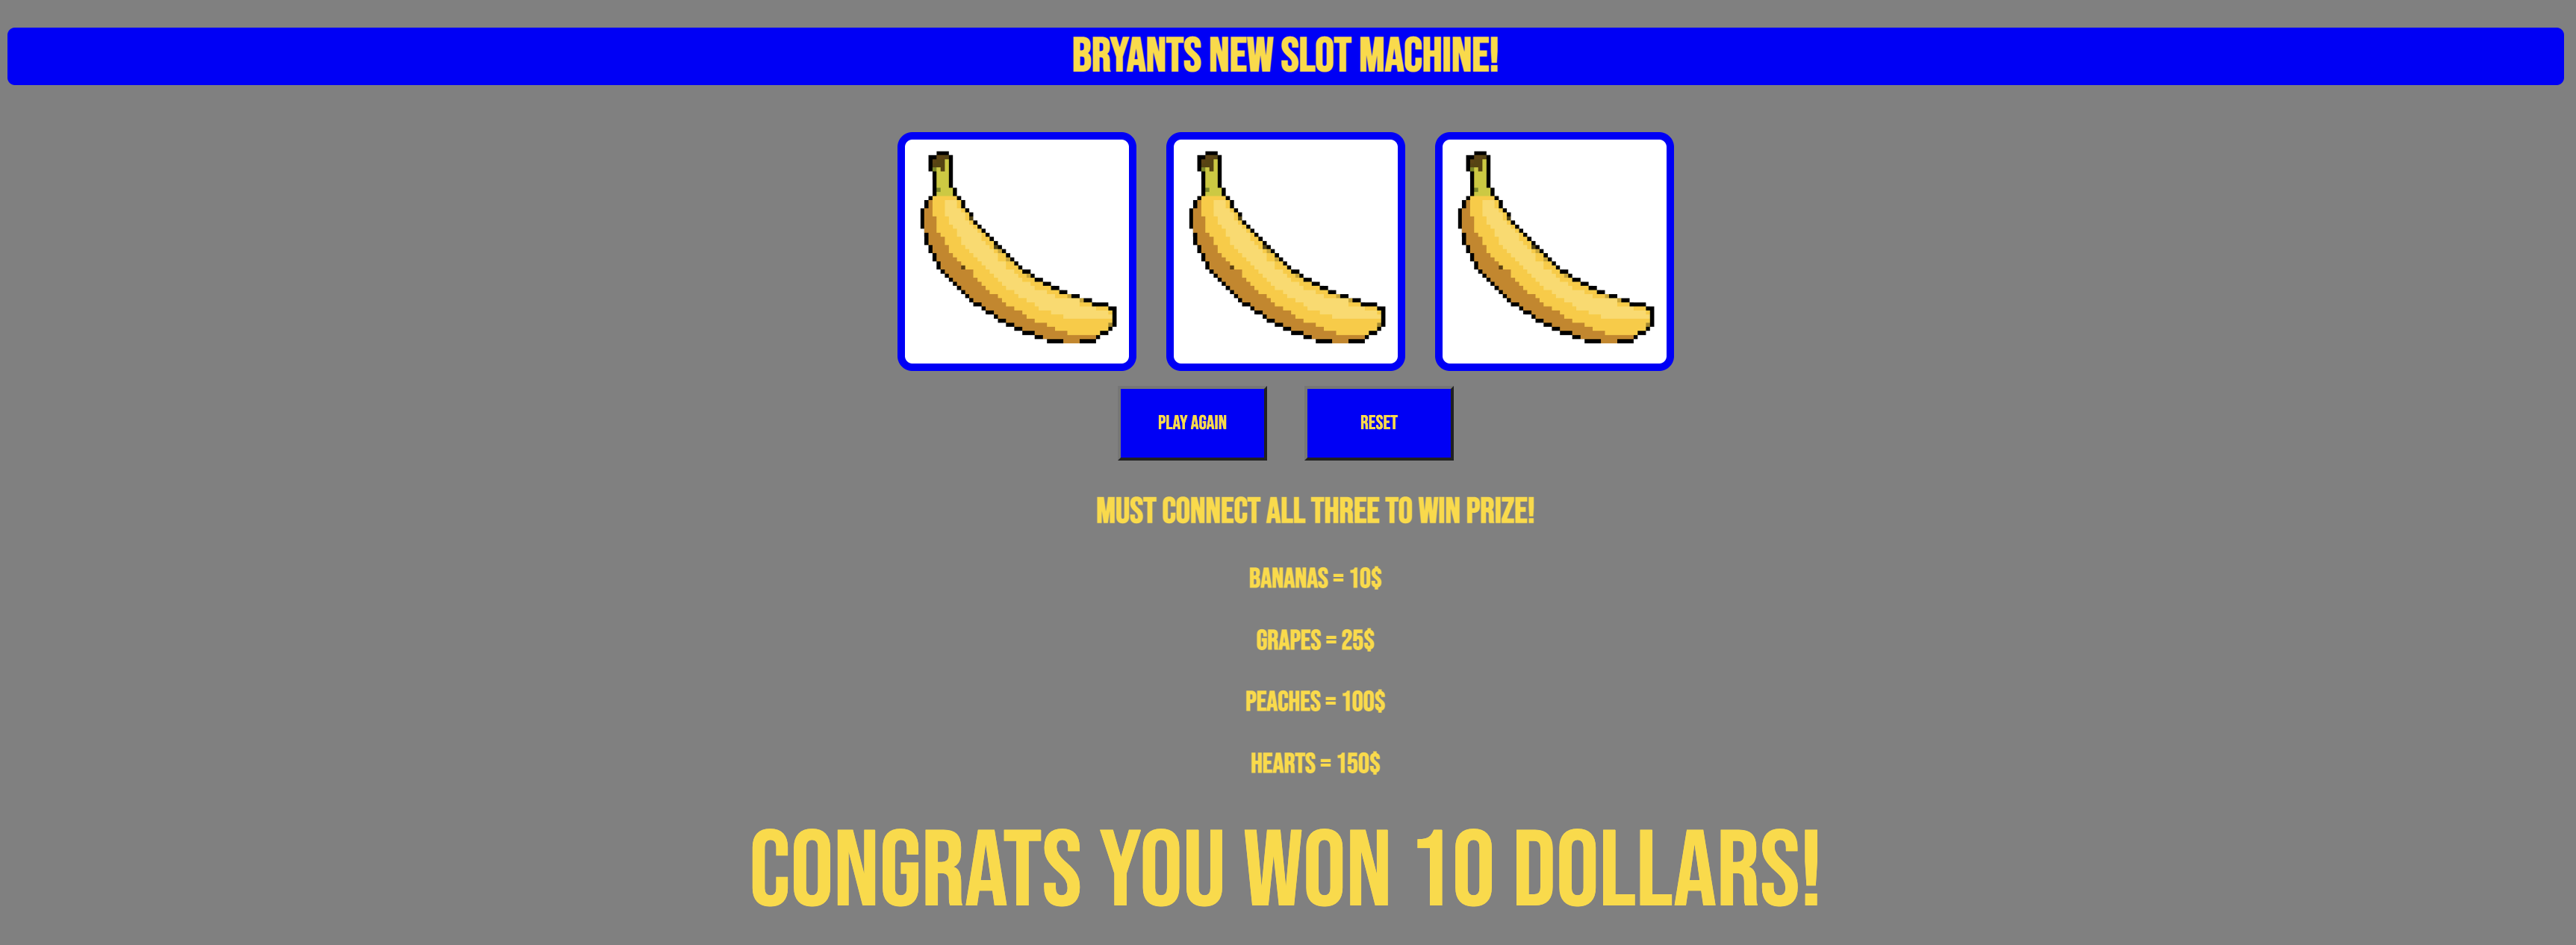 BRYANTS NEW SLOT MACHINE!
PLAY AGAIN
RESET
MUST CONNECT ALL THREE TO WIN PRIZE!
BANANAS = 10$
GRAPES = 25$
PEACHES = 100$
HEARTS = 150$
CONGRATS YOU WON 10 DOLLARS!